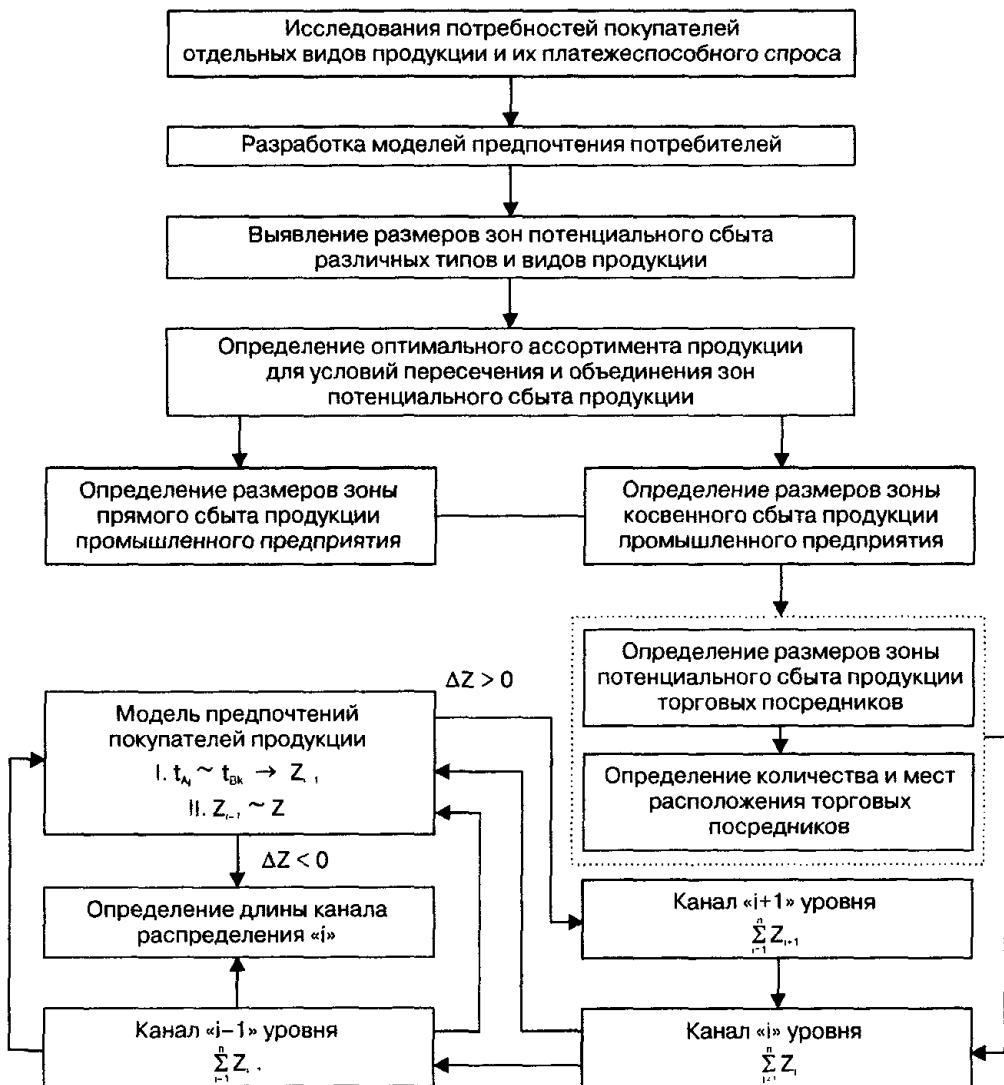 Исследования потребностей покупателей
отдельных видов продукции и их платежеспособного спроса
Разработка моделей предпочтения потребителей
Выявление размеров зон потенциального сбыта
различных типов и видов продукции
Определение оптимального ассортимента продукции
для условий пересечения и объединения зон
потенциального сбыта продукции
Определение размеров зоны
прямого сбыта продукции
промышленного предприятия
Определение размеров зоны
косвенного сбыта продукции
промышленного предприятия
Определение размеров зоны
потенциального сбыта продукции
торговых посредников
Определение количества и мест
расположения торговых
посредников
ΔZ > 0
Модель предпочтений
покупателей продукции
I. t ~ t → Z
II. Z ~ Z
ΔZ < 0
Определение длины канала
распределения «i»
Канал «i+1» уровня
Σ Z
Канал «i–1» уровня
Σ Z
Канал «i» уровня
Σ Z